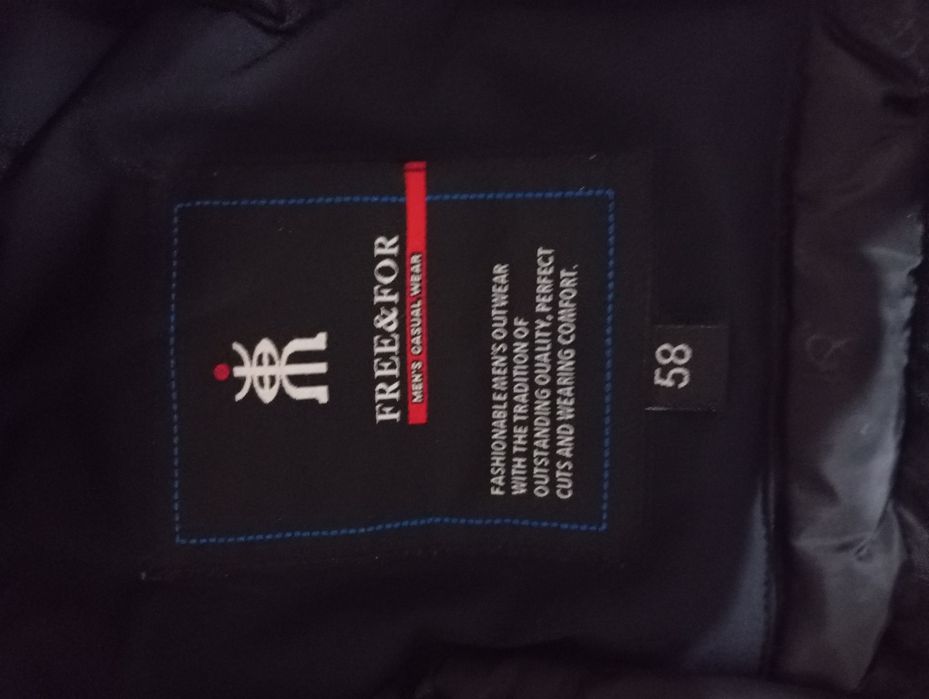 FREE&FOR
MEN'S CASUAL WEAR
FASHIONABLE MEN'S OUTWEAR
WITH THE TRADITION OF
OUTSTANDING QUALITY, PERFECT
CUTS AND WEARING COMFORT.
58